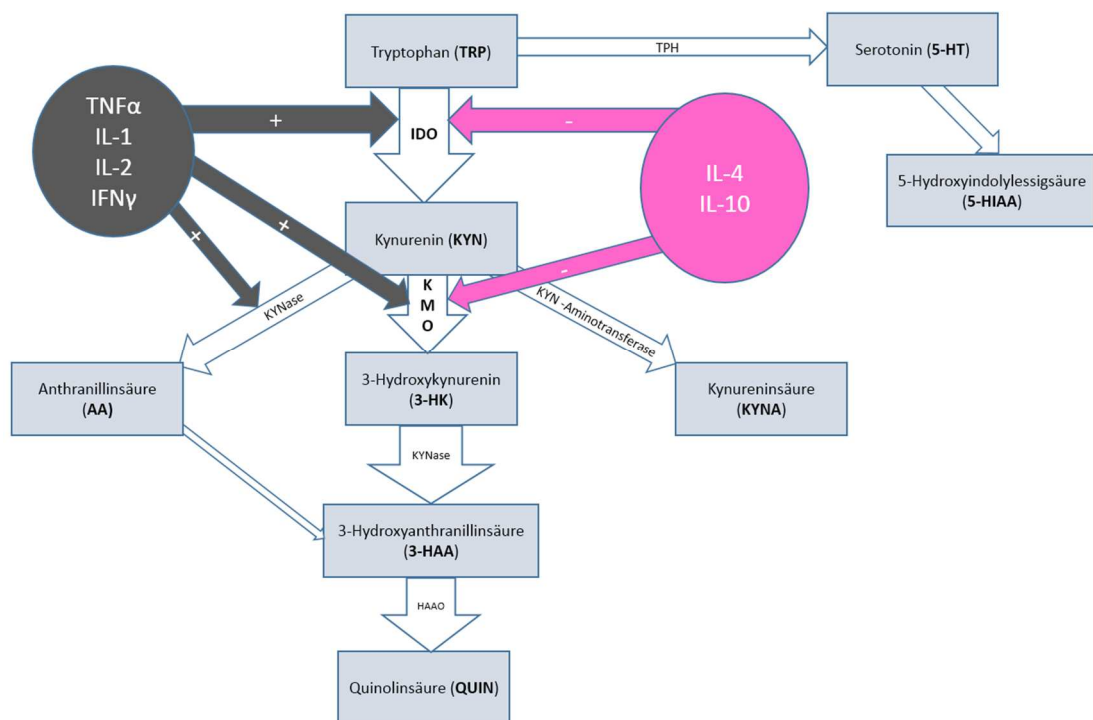 Tryptophan (TRP)
TPH
Serotonin (5-HT)
TNFα
IL-1
IL-2
IFNγ
+
IDO
-
IL-4
IL-10
5-Hydroxyindolylessigsäure
(5-HIAA)
+
+
Kynurenin (KYN)
-
KYNase
K
M
O
KYN -Aminotransferase
Anthranillinsäure
(AA)
3-Hydroxykynurenin
(3-HK)
Kynureninsäure
(KYNA)
KYNase
3-Hydroxyanthranillinsäure
(3-HAA)
HAAO
Quinolinsäure (QUIN)